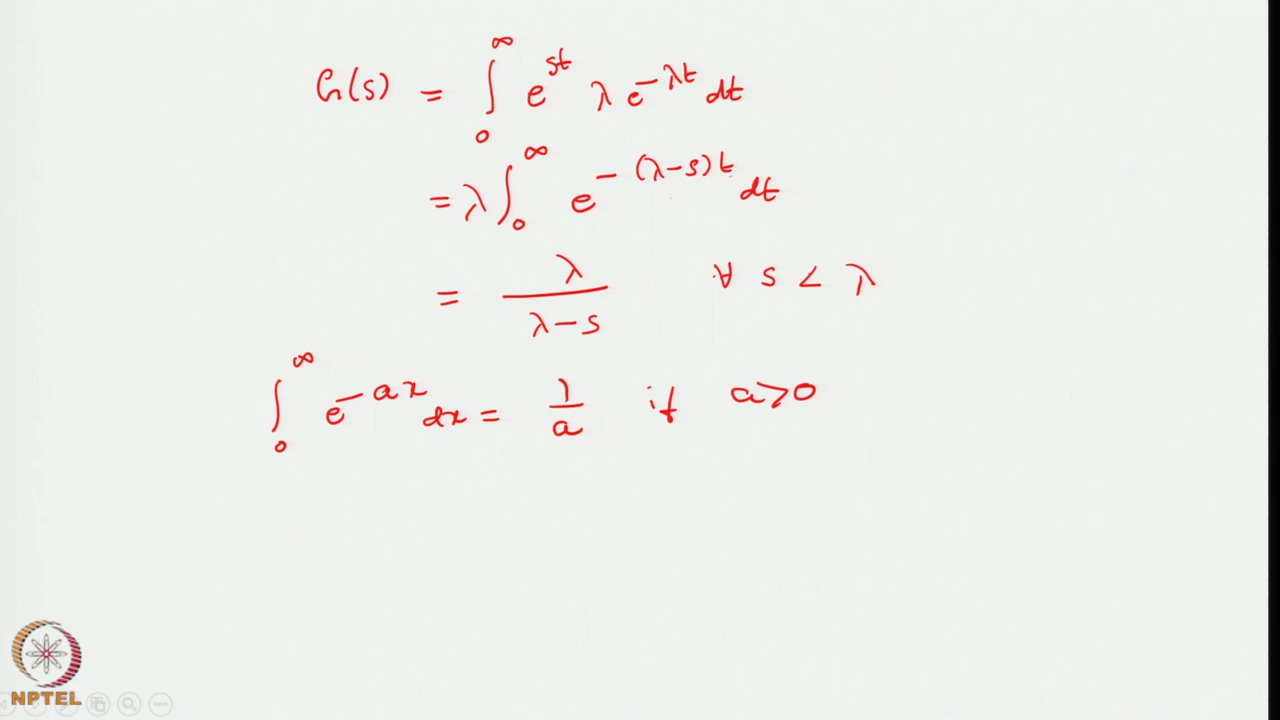 G(s) = ∫₀^∞ e^{st} λ e^{-λt} dt
= λ ∫₀^∞ e^{-(λ-s)t} dt
= λ/(λ-s) ∀ s < λ
∫₀^∞ e^{-ax} dx = 1/a if a>0
NPTEL